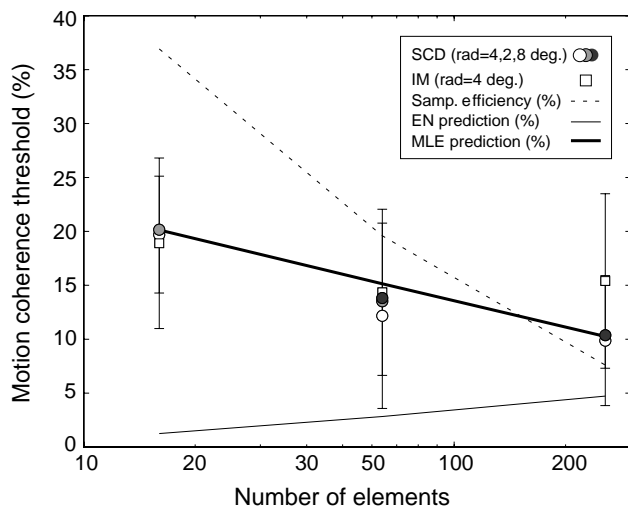 Motion coherence threshold (%)
40
35
30
25
20
15
10
5
0
SCD (rad=4,2,8 deg.)
IM (rad=4 deg.)
Samp. efficiency (%)
EN prediction (%)
MLE prediction (%)
10 20 30 50 100 200
Number of elements